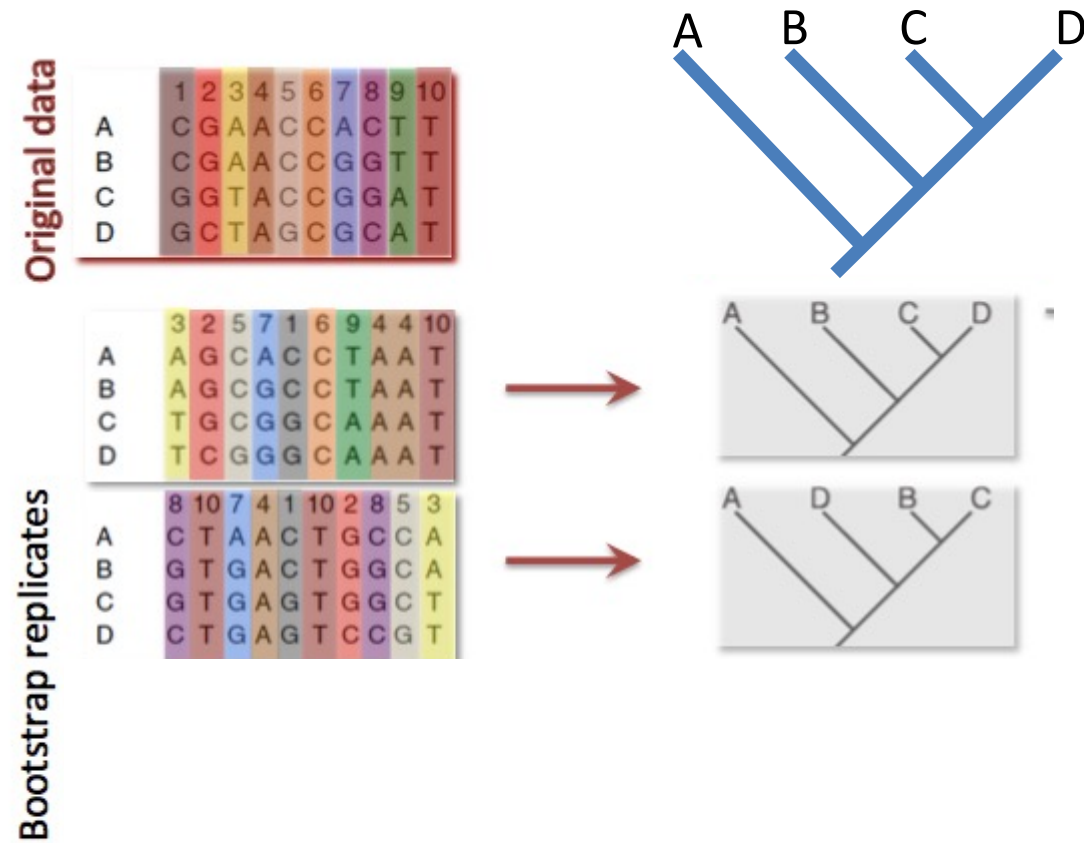 Original data
1 2 3 4 5 6 7 8 9 10
A C G A A C C A C T T
B C G A A C C G G T T
C G G T A C C G G A T
D G C T A G C G C A T
A B C D
3 2 5 7 1 6 9 4 4 10
A A G C A C C T A A T
B A G C G C C T A A T
C T G C G G C A A A T
D T C G G G C A A A T
A B C D
Bootstrap replicates
8 10 7 4 1 10 2 8 5 3
A C T A A C T G C C A
B G T G A C T G G C A
C G T G A G T G G C T
D C T G A G T C C G T
A D B C